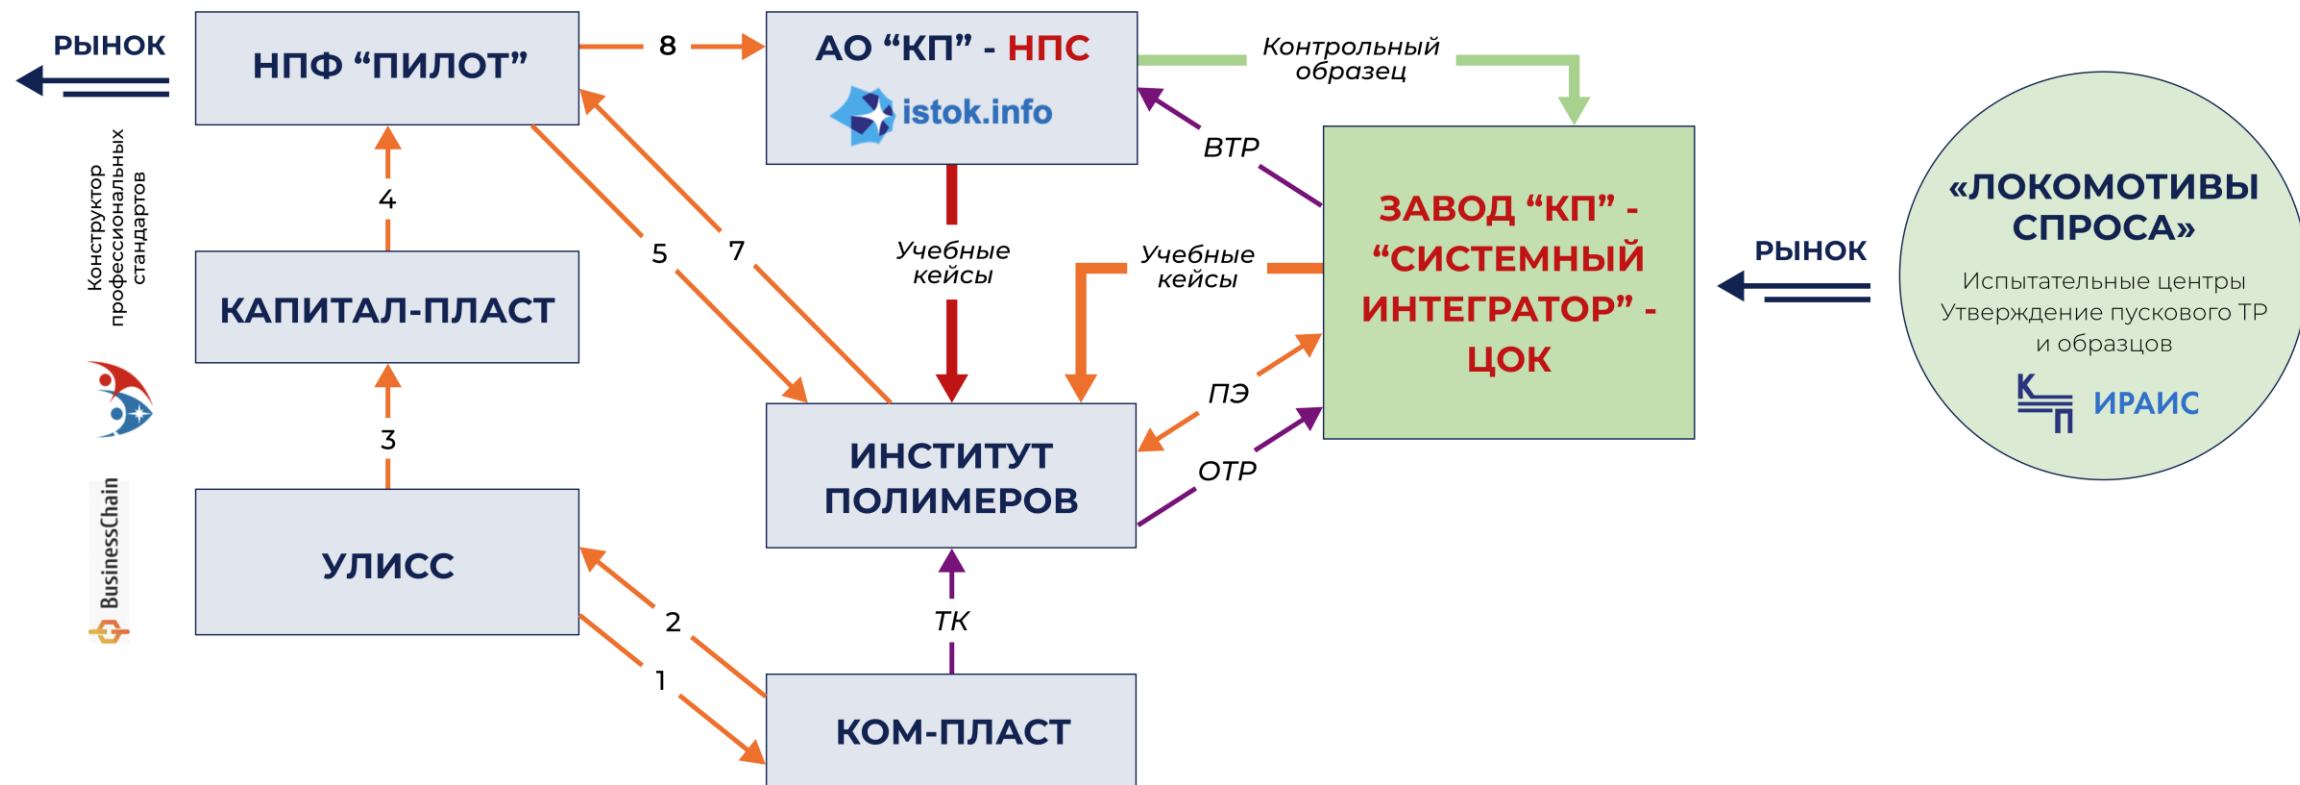 РЫНОК
НПФ “ПИЛОТ”
8
АО “КП” - НПС
istok.info
Контрольный
образец
Конструктор
профессиональных
стандартов
4
5
7
ВТР
Учебные
кейсы
Учебные
кейсы
ЗАВОД “КП” -
“СИСТЕМНЫЙ
ИНТЕГРАТОР” -
ЦОК
РЫНОК
«ЛОКОМОТИВЫ
СПРОСА»
Испытательные центры
Утверждение пускового ТР
и образцов
КП
ИРАИС
КАПИТАЛ-ПЛАСТ
3
ПЭ
ОТР
ИНСТИТУТ
ПОЛИМЕРОВ
BusinessChain
УЛИСС
2
1
ТК
КОМ-ПЛАСТ